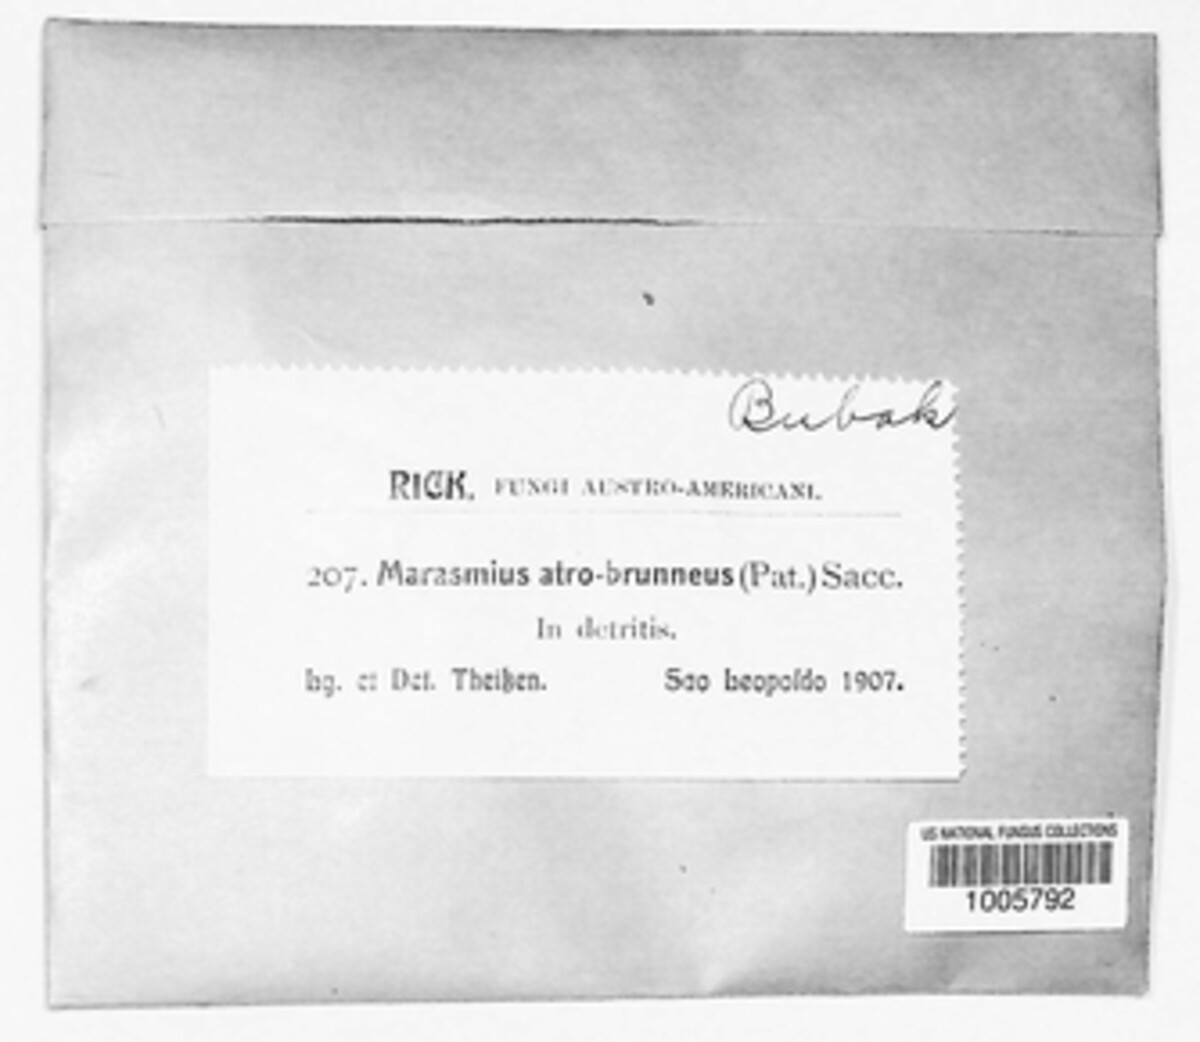 Bubak
RICK. FUNGI AUSTRO-AMERICANI.
207. Marasmius atro-brunneus (Pat.) Sacc.
In detritis.
lg. et Det. Theißen. Sao Leopoldo 1907.
US NATIONAL FUNGUS COLLECTIONS
1005792